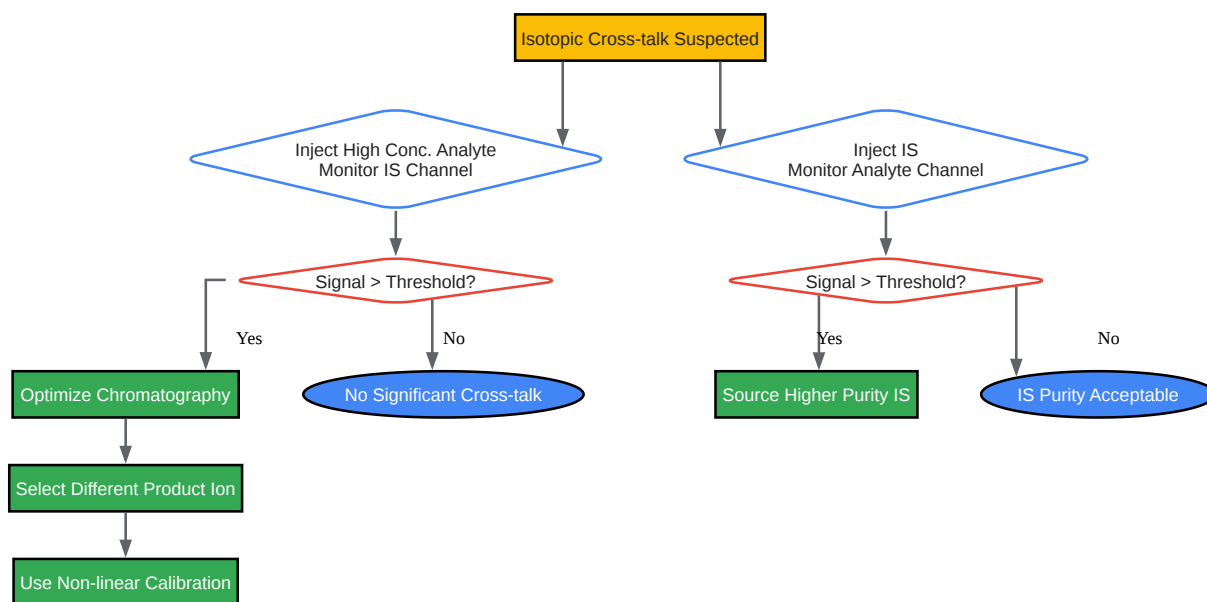 Isotopic Cross-talk Suspected
Inject High Conc. Analyte
Monitor IS Channel
Inject IS
Monitor Analyte Channel
Signal > Threshold?
Signal > Threshold?
Yes
No
Yes
No
Optimize Chromatography
No Significant Cross-talk
Source Higher Purity IS
IS Purity Acceptable
Select Different Product Ion
Use Non-linear Calibration